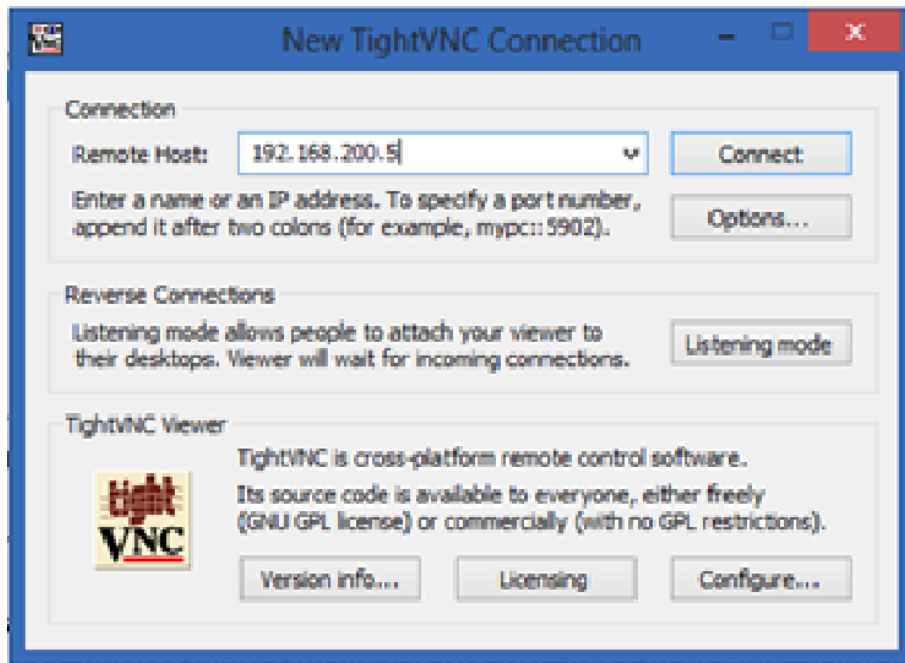 New TightVNC Connection
Connection
Remote Host: 192.168.200.5 Connect
Enter a name or an IP address. To specify a port number,
append it after two colons (for example, mypc::5902). Options...
Reverse Connections
Listening mode allows people to attach your viewer to
their desktops. Viewer will wait for incoming connections. Listening mode
TightVNC Viewer
TightVNC is cross-platform remote control software.
Its source code is available to everyone, either freely
(GNU GPL license) or commercially (with no GPL restrictions).
tight
VNC
Version info... Licensing Configure...